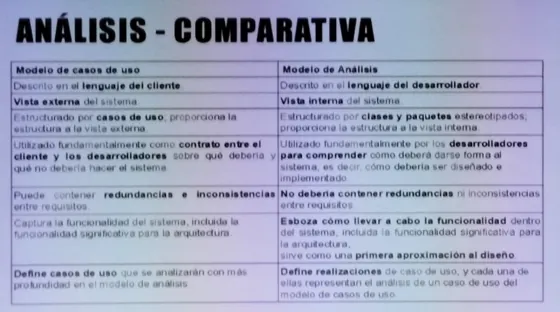 ANÁLISIS - COMPARATIVA
Modelo de casos de uso
Modelo de Análisis
Descrito en el lenguaje del cliente.
Descrito en el lenguaje del desarrollador.
Vista externa del sistema.
Vista interna del sistema.
Estructurado por casos de uso; proporciona la
estructura a la vista externa.
Estructurado por clases y paquetes estereotipados;
proporciona la estructura a la vista interna.
Utilizado fundamentalmente como contrato entre el
cliente y los desarrolladores sobre qué debería y
qué no debería hacer el sistema.
Utilizado fundamentalmente por los desarrolladores
para comprender cómo deberá darse forma al
sistema, es decir, cómo debería ser diseñado e
implementado.
Puede contener redundancias e inconsistencias
entre requisitos.
No debería contener redundancias ni inconsistencias
entre requisitos.
Captura la funcionalidad del sistema, incluida la
funcionalidad significativa para la arquitectura.
Esboza cómo llevar a cabo la funcionalidad dentro
del sistema, incluida la funcionalidad significativa para
la arquitectura;
sirve como una primera aproximación al diseño.
Define casos de uso que se analizarán con más
profundidad en el modelo de análisis.
Define realizaciones de caso de uso, y cada una de
ellas representan el análisis de un caso de uso del
modelo de casos de uso.